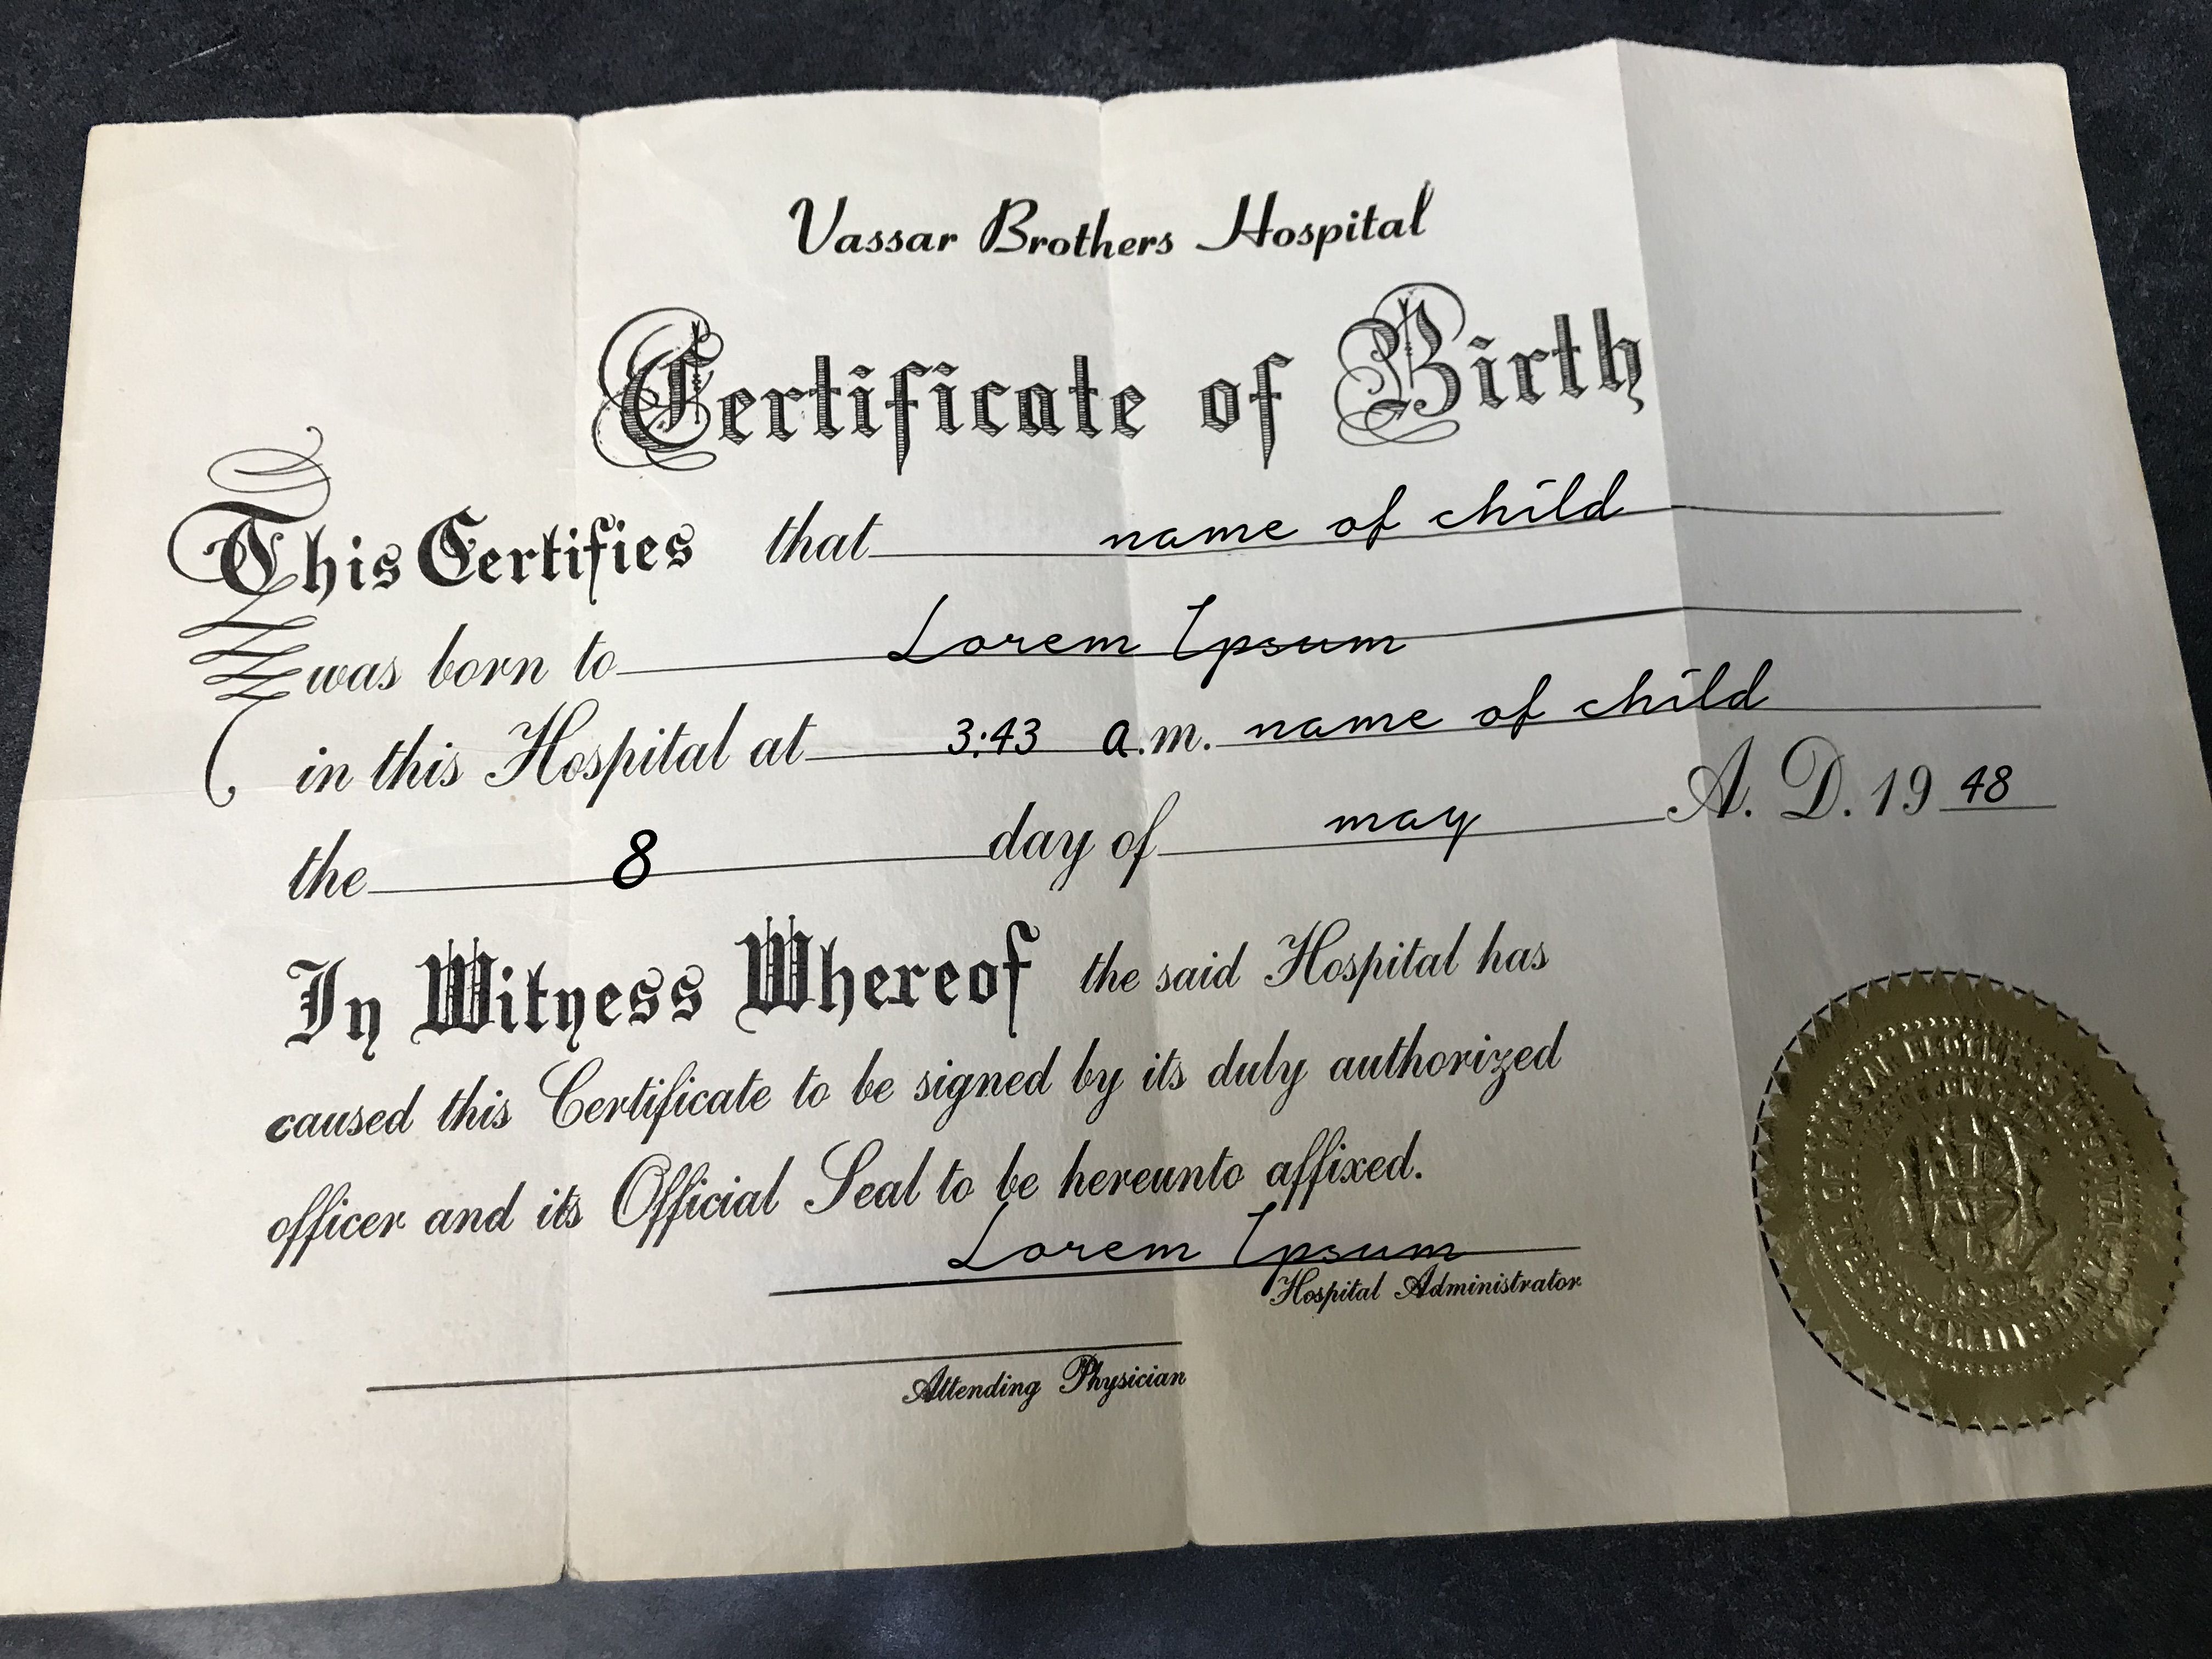 Vassar Brothers Hospital
Certificate of Birth
This Certifies that name of child
was born to Lorem Ipsum
in this Hospital at 3:43 a.m. name of child
the 8 day of may A. D. 19 48
In Witness Whereof the said Hospital has
caused this Certificate to be signed by its duly authorized
officer and its Official Seal to be hereunto affixed.
Lorem Ipsum
Hospital Administrator
Attending Physician